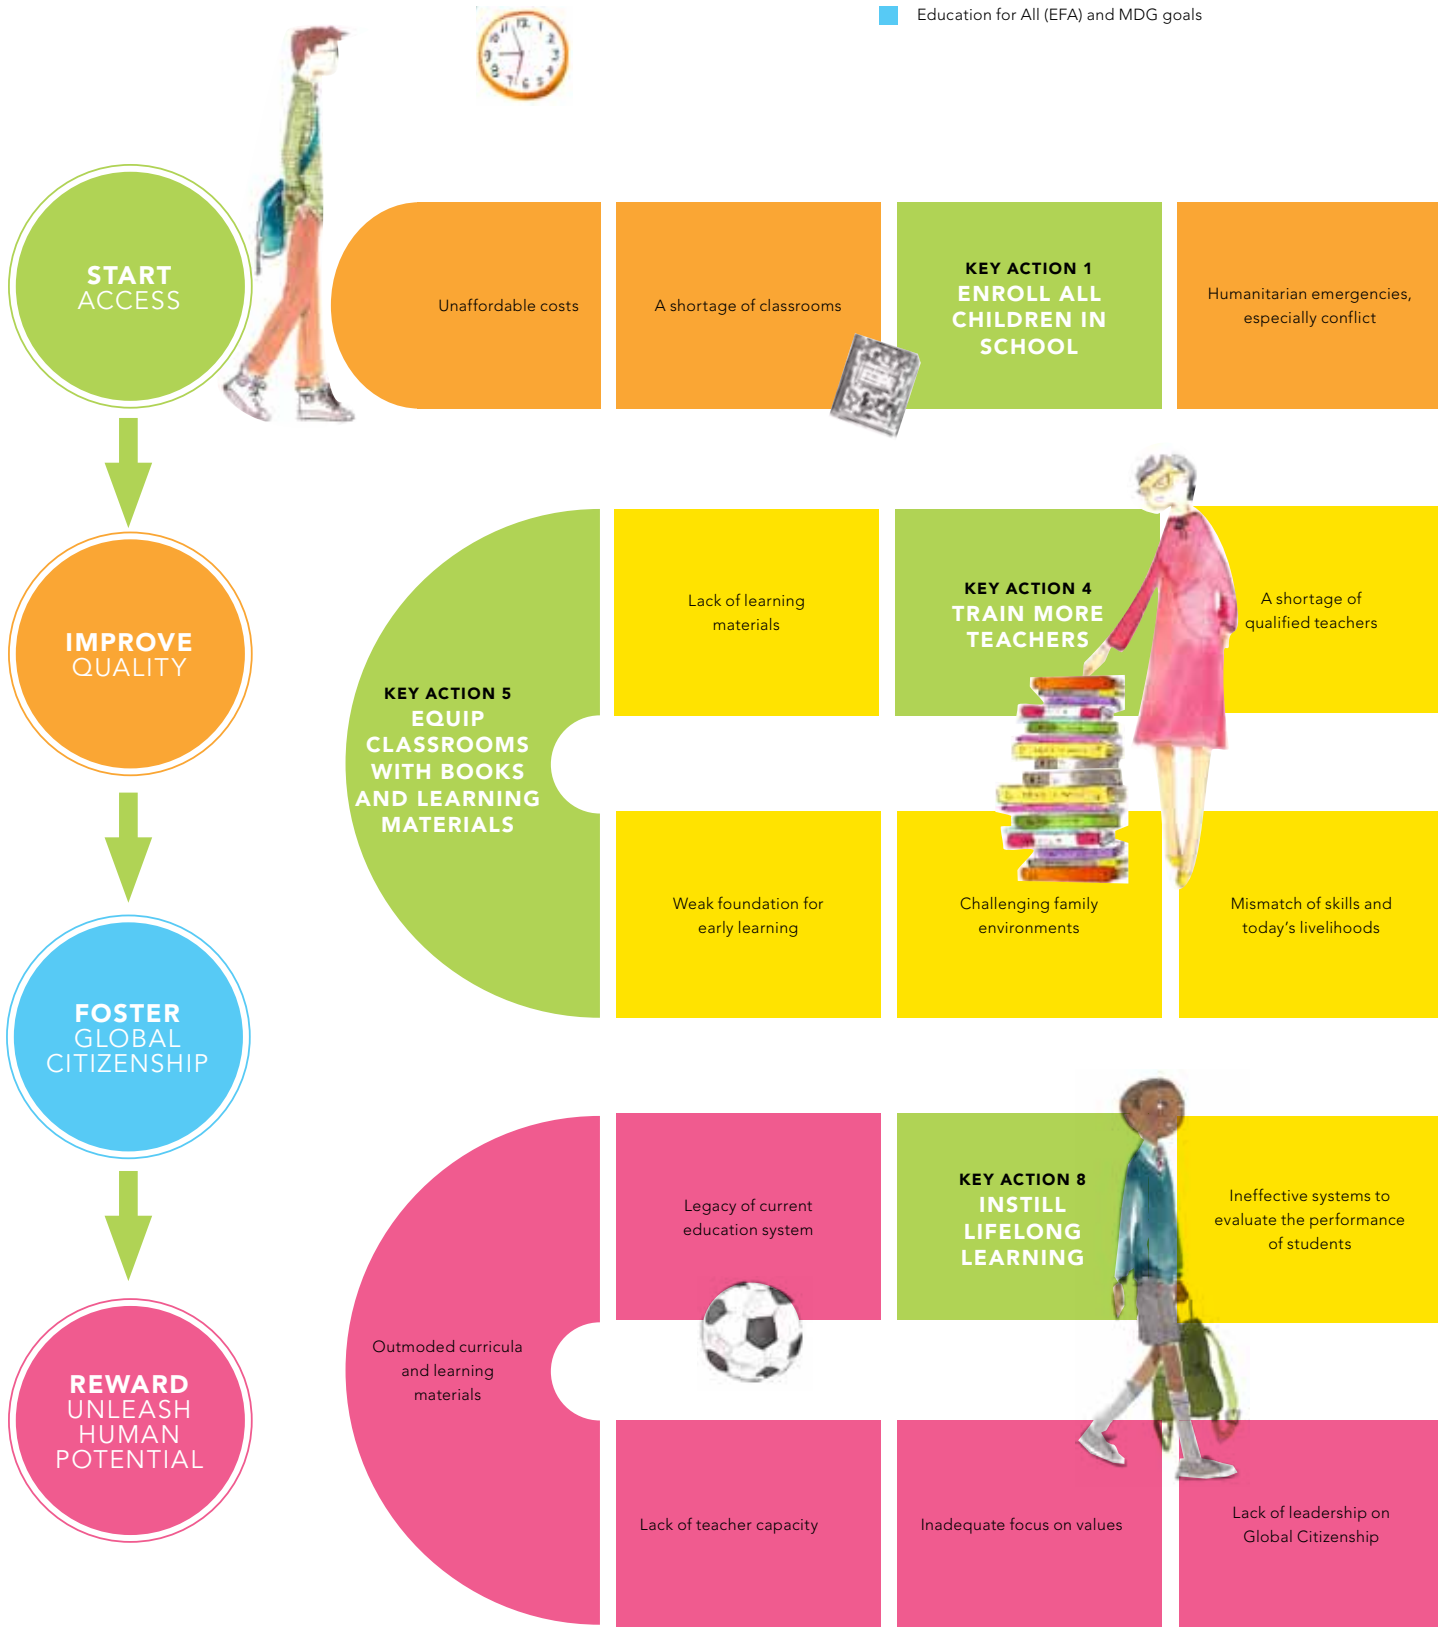 Education for All (EFA) and MDG goals
START
ACCESS
Unaffordable costs
A shortage of classrooms
KEY ACTION 1
ENROLL ALL
CHILDREN IN
SCHOOL
Humanitarian emergencies,
especially conflict
IMPROVE
QUALITY
KEY ACTION 5
EQUIP
CLASSROOMS
WITH BOOKS
AND LEARNING
MATERIALS
Lack of learning
materials
KEY ACTION 4
TRAIN MORE
TEACHERS
A shortage of
qualified teachers
Weak foundation for
early learning
Challenging family
environments
Mismatch of skills and
today's livelihoods
FOSTER
GLOBAL
CITIZENSHIP
Outmoded curricula
and learning
materials
Legacy of current
education system
KEY ACTION 8
INSTILL
LIFELONG
LEARNING
Ineffective systems to
evaluate the performance
of students
REWARD
UNLEASH
HUMAN
POTENTIAL
Lack of teacher capacity
Inadequate focus on values
Lack of leadership on
Global Citizenship